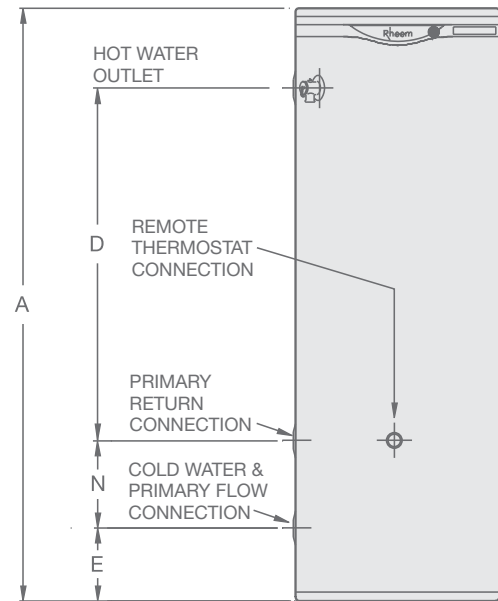 Rheem
HOT WATER
OUTLET
D
REMOTE
THERMOSTAT
CONNECTION
A
PRIMARY
RETURN
CONNECTION
N
COLD WATER &
PRIMARY FLOW
CONNECTION
E